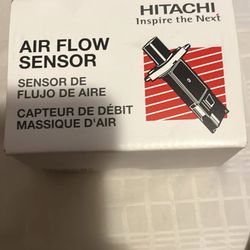 HITACHI
Inspire the Next
AIR FLOW
SENSOR
SENSOR DE
FLUJO DE AIRE
CAPTEUR DE DÉBIT
MASSIQUE D'AIR